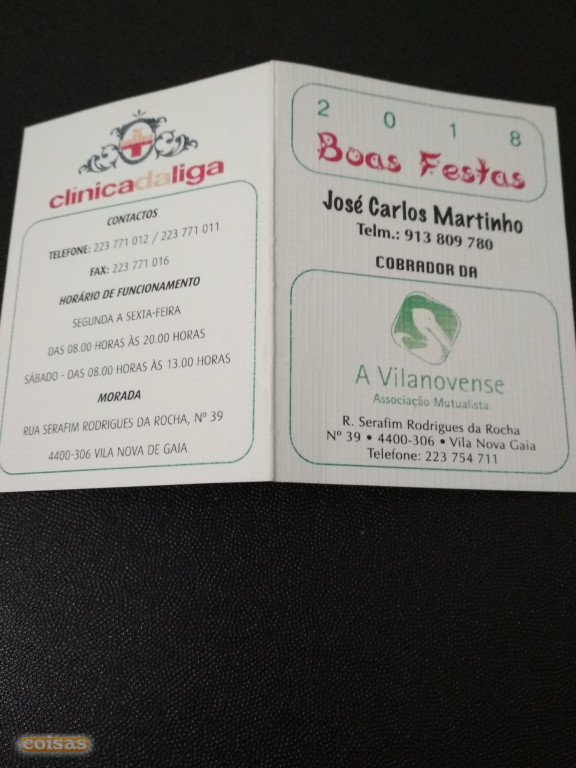 clínicadaliga
CONTACTOS
TELEFONE: 223 771 012 / 223 771 011
FAX: 223 771 016
HORÁRIO DE FUNCIONAMENTO
SEGUNDA A SEXTA-FEIRA
DAS 08.00 HORAS ÀS 20.00 HORAS
SÁBADO - DAS 08.00 HORAS ÀS 13.00 HORAS
MORADA
RUA SERAFIM RODRIGUES DA ROCHA, Nº 39
4400-306 VILA NOVA DE GAIA
2 0 1 8
Boas Festas
José Carlos Martinho
Telm.: 913 809 780
COBRADOR DA
A Vilanovense
Associação Mutualista
R. Serafim Rodrigues da Rocha
Nº 39 • 4400-306 • Vila Nova Gaia
Telefone: 223 754 711
coisas